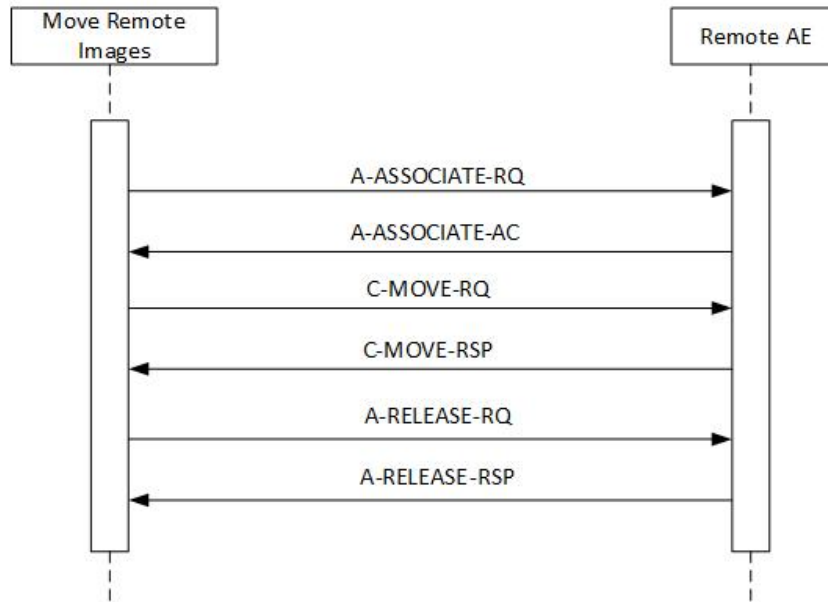 Move Remote
Images
Remote AE
A-ASSOCIATE-RQ
A-ASSOCIATE-AC
C-MOVE-RQ
C-MOVE-RSP
A-RELEASE-RQ
A-RELEASE-RSP